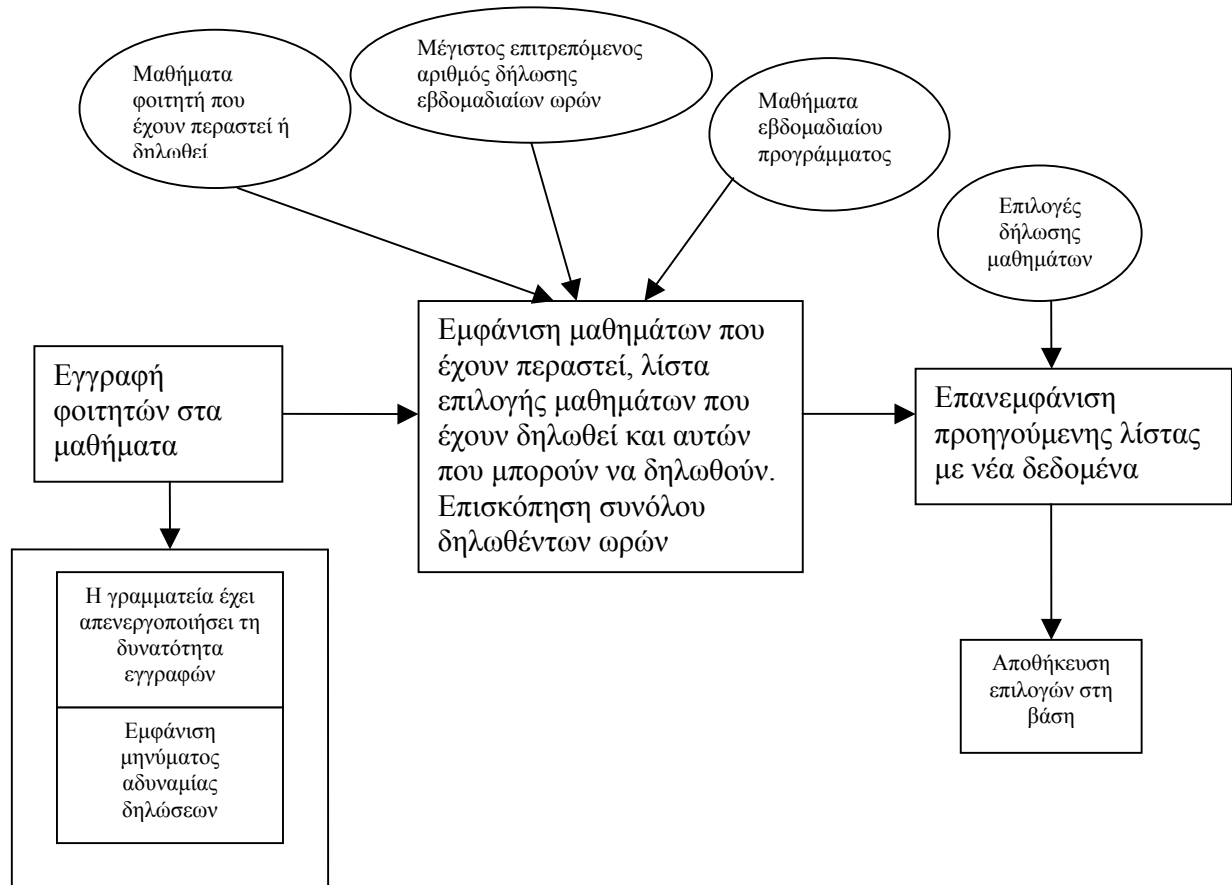 Μαθήματα
φοιτητή που
έχουν περαστεί ή
δηλωθεί
Μέγιστος επιτρεπόμενος
αριθμός δήλωσης
εβδομαδιαίων ωρών
Μαθήματα
εβδομαδιαίου
προγράμματος
Επιλογές
δήλωσης
μαθημάτων
Εγγραφή
φοιτητών στα
μαθήματα
Εμφάνιση μαθημάτων που
έχουν περαστεί, λίστα
επιλογής μαθημάτων που
έχουν δηλωθεί και αυτών
που μπορούν να δηλωθούν.
Επισκόπηση συνόλου
δηλωθέντων ωρών
Επανεμφάνιση
προηγούμενης λίστας
με νέα δεδομένα
Η γραμματεία έχει
απενεργοποιήσει τη
δυνατότητα
εγγραφών
Εμφάνιση
μηνύματος
αδυναμίας
δηλώσεων
Αποθήκευση
επιλογών στη
βάση